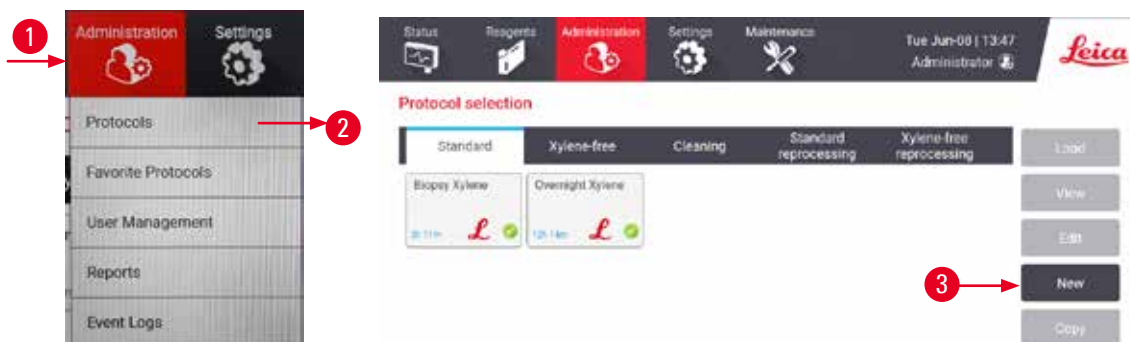 1
Administration
Settings
Protocols
2
Favorite Protocols
User Management
Reports
Event Logs
Status
Reagents
Administration
Settings
Maintenance
Tue Jun-08 | 13:47
Administrator
Leica
Protocol selection
Standard
Xylene-free
Cleaning
Standard
reprocessing
Xylene-free
reprocessing
Load
Biopsy Xylene
Overnight Xylene
12h 14m
View
Edit
3
New
Copy